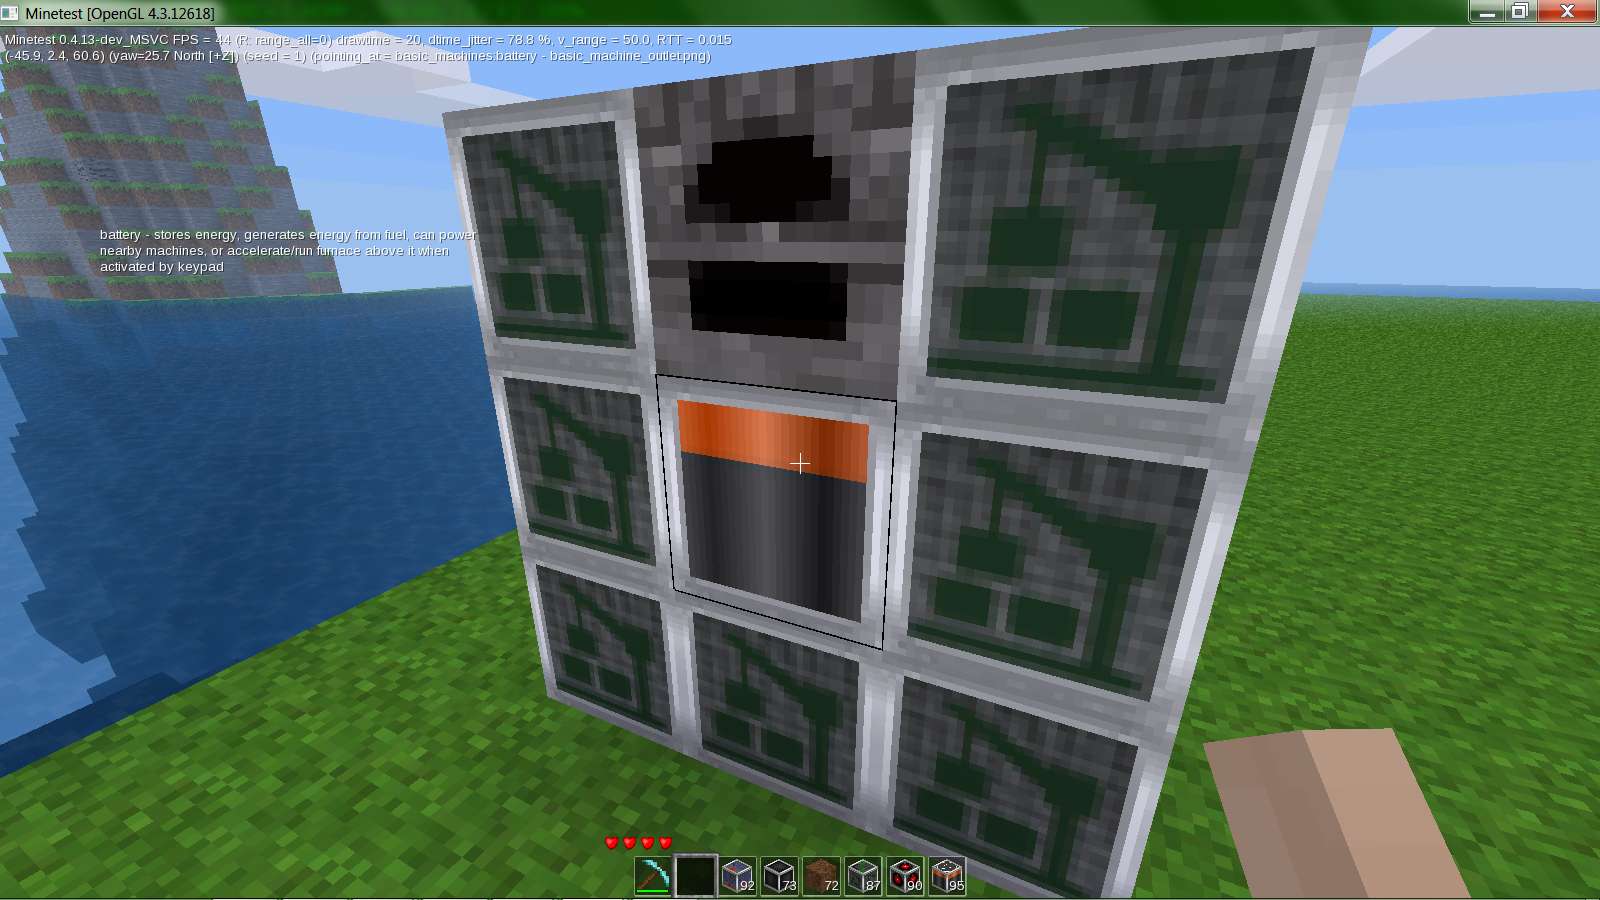 Minetest [OpenGL 4.3.12618]
Minetest 0.4.13-dev_MSVC FPS = 44 (R: range_all=0) drawtime = 20, dtime_jitter = 78.8 %, v_range = 50.0, RTT = 0.015
(-45.9, 2.4, 60.6) (yaw=25.7 North [+Z]) (seed = 1) (pointing_at = basic_machines:battery - basic_machine_outlet.png)
battery - stores energy, generates energy from fuel, can power
nearby machines, or accelerate/run furnace above it when
activated by keypad
92 73 72 87 90 95